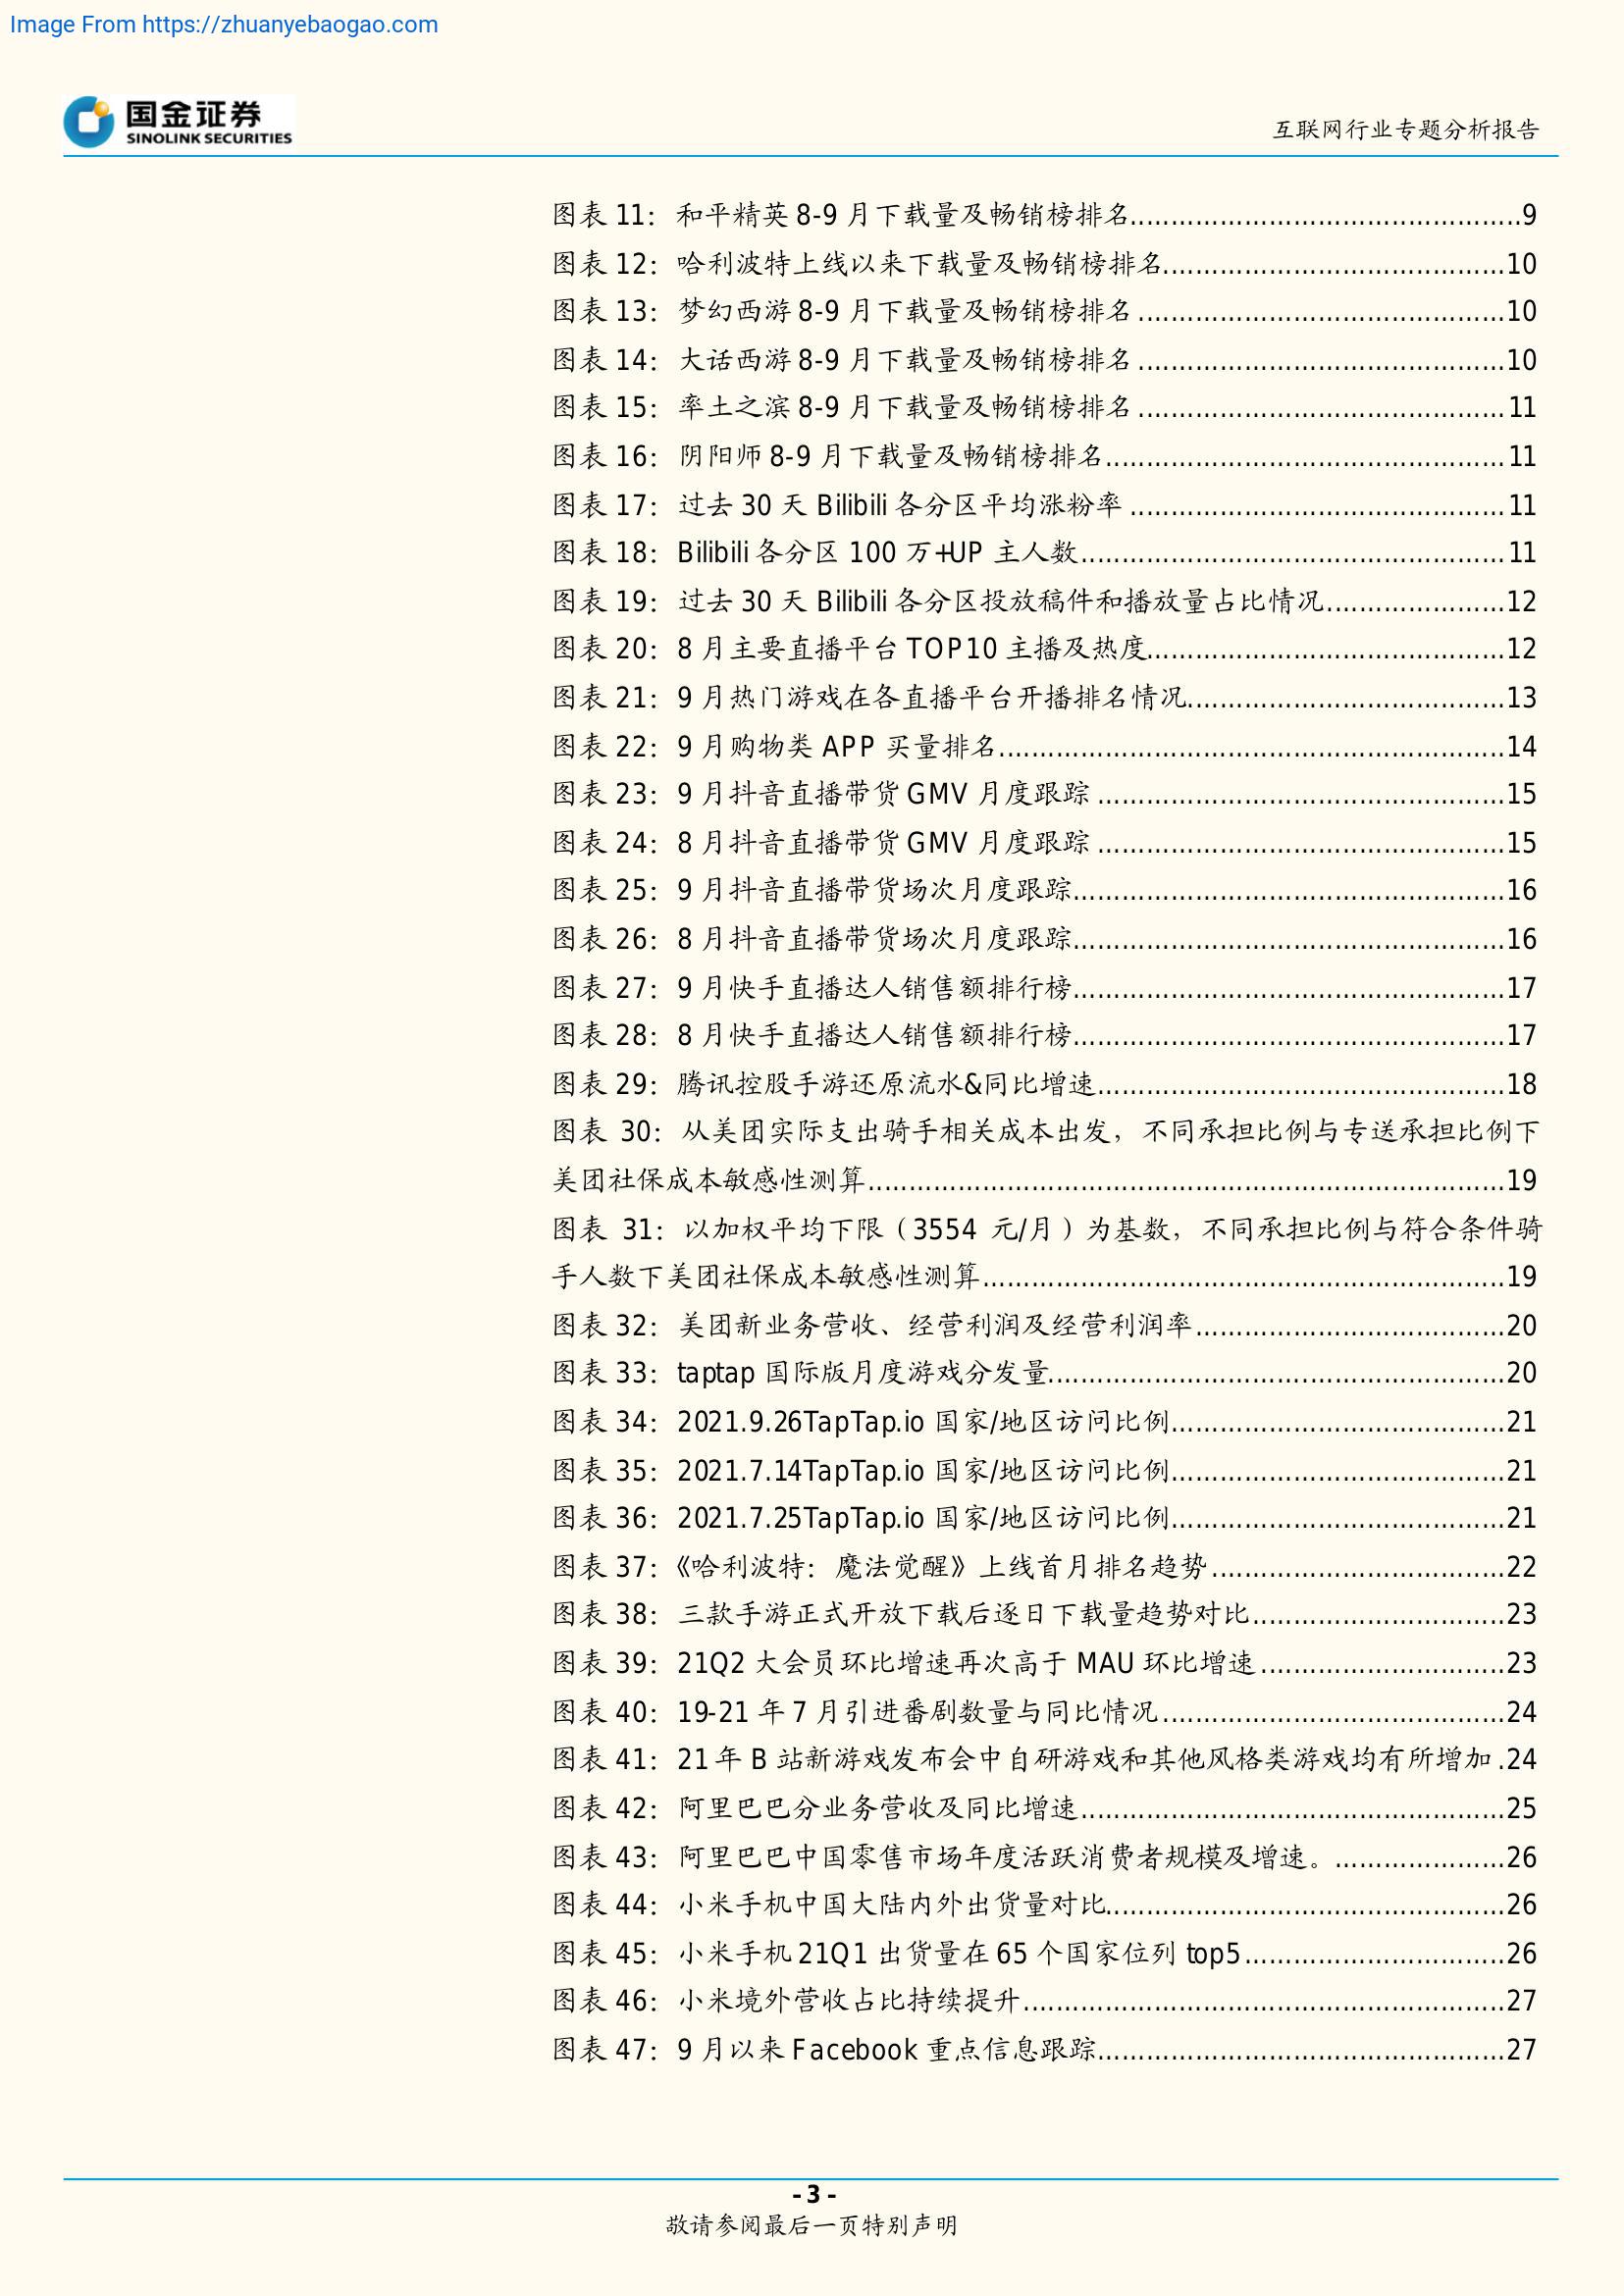 Image From https://zhuanyebaogao.com
国金证券
SINOLINK SECURITIES
互联网行业专题分析报告
图表 11：和平精英 8-9 月下载量及畅销榜排名................................................9
图表 12：哈利波特上线以来下载量及畅销榜排名..........................................10
图表 13：梦幻西游 8-9 月下载量及畅销榜排名.............................................10
图表 14：大话西游 8-9 月下载量及畅销榜排名.............................................10
图表 15：率土之滨 8-9 月下载量及畅销榜排名.............................................11
图表 16：阴阳师 8-9 月下载量及畅销榜排名.................................................11
图表 17：过去 30 天 Bilibili 各分区平均涨粉率..............................................11
图表 18：Bilibili 各分区 100 万+UP 主人数....................................................11
图表 19：过去 30 天 Bilibili 各分区投放稿件和播放量占比情况......................12
图表 20：8 月主要直播平台 TOP10 主播及热度............................................12
图表 21：9 月热门游戏在各直播平台开播排名情况.......................................13
图表 22：9 月购物类 APP 买量排名..............................................................14
图表 23：9 月抖音直播带货 GMV 月度跟踪..................................................15
图表 24：8 月抖音直播带货 GMV 月度跟踪..................................................15
图表 25：9 月抖音直播带货场次月度跟踪.....................................................16
图表 26：8 月抖音直播带货场次月度跟踪.....................................................16
图表 27：9 月快手直播达人销售额排行榜.....................................................17
图表 28：8 月快手直播达人销售额排行榜.....................................................17
图表 29：腾讯控股手游还原流水&同比增速..................................................18
图表 30：从美团实际支出骑手相关成本出发，不同承担比例与专送承担比例下
美团社保成本敏感性测算..............................................................................19
图表 31：以加权平均下限（3554 元/月）为基数，不同承担比例与符合条件骑
手人数下美团社保成本敏感性测算................................................................19
图表 32：美团新业务营收、经营利润及经营利润率......................................20
图表 33：taptap 国际版月度游戏分发量........................................................20
图表 34：2021.9.26TapTap.io 国家/地区访问比例.........................................21
图表 35：2021.7.14TapTap.io 国家/地区访问比例.........................................21
图表 36：2021.7.25TapTap.io 国家/地区访问比例.........................................21
图表 37：《哈利波特：魔法觉醒》上线首月排名趋势....................................22
图表 38：三款手游正式开放下载后逐日下载量趋势对比...............................23
图表 39：21Q2 大会员环比增速再次高于 MAU 环比增速..............................23
图表 40：19-21 年 7 月引进番剧数量与同比情况..........................................24
图表 41：21 年 B 站新游戏发布会中自研游戏和其他风格类游戏均有所增加.24
图表 42：阿里巴巴分业务营收及同比增速....................................................25
图表 43：阿里巴巴中国零售市场年度活跃消费者规模及增速。.....................26
图表 44：小米手机中国大陆内外出货量对比.................................................26
图表 45：小米手机 21Q1 出货量在 65 个国家位列 top5................................26
图表 46：小米境外营收占比持续提升...........................................................27
图表 47：9 月以来 Facebook 重点信息跟踪..................................................27
- 3 -
敬请参阅最后一页特别声明